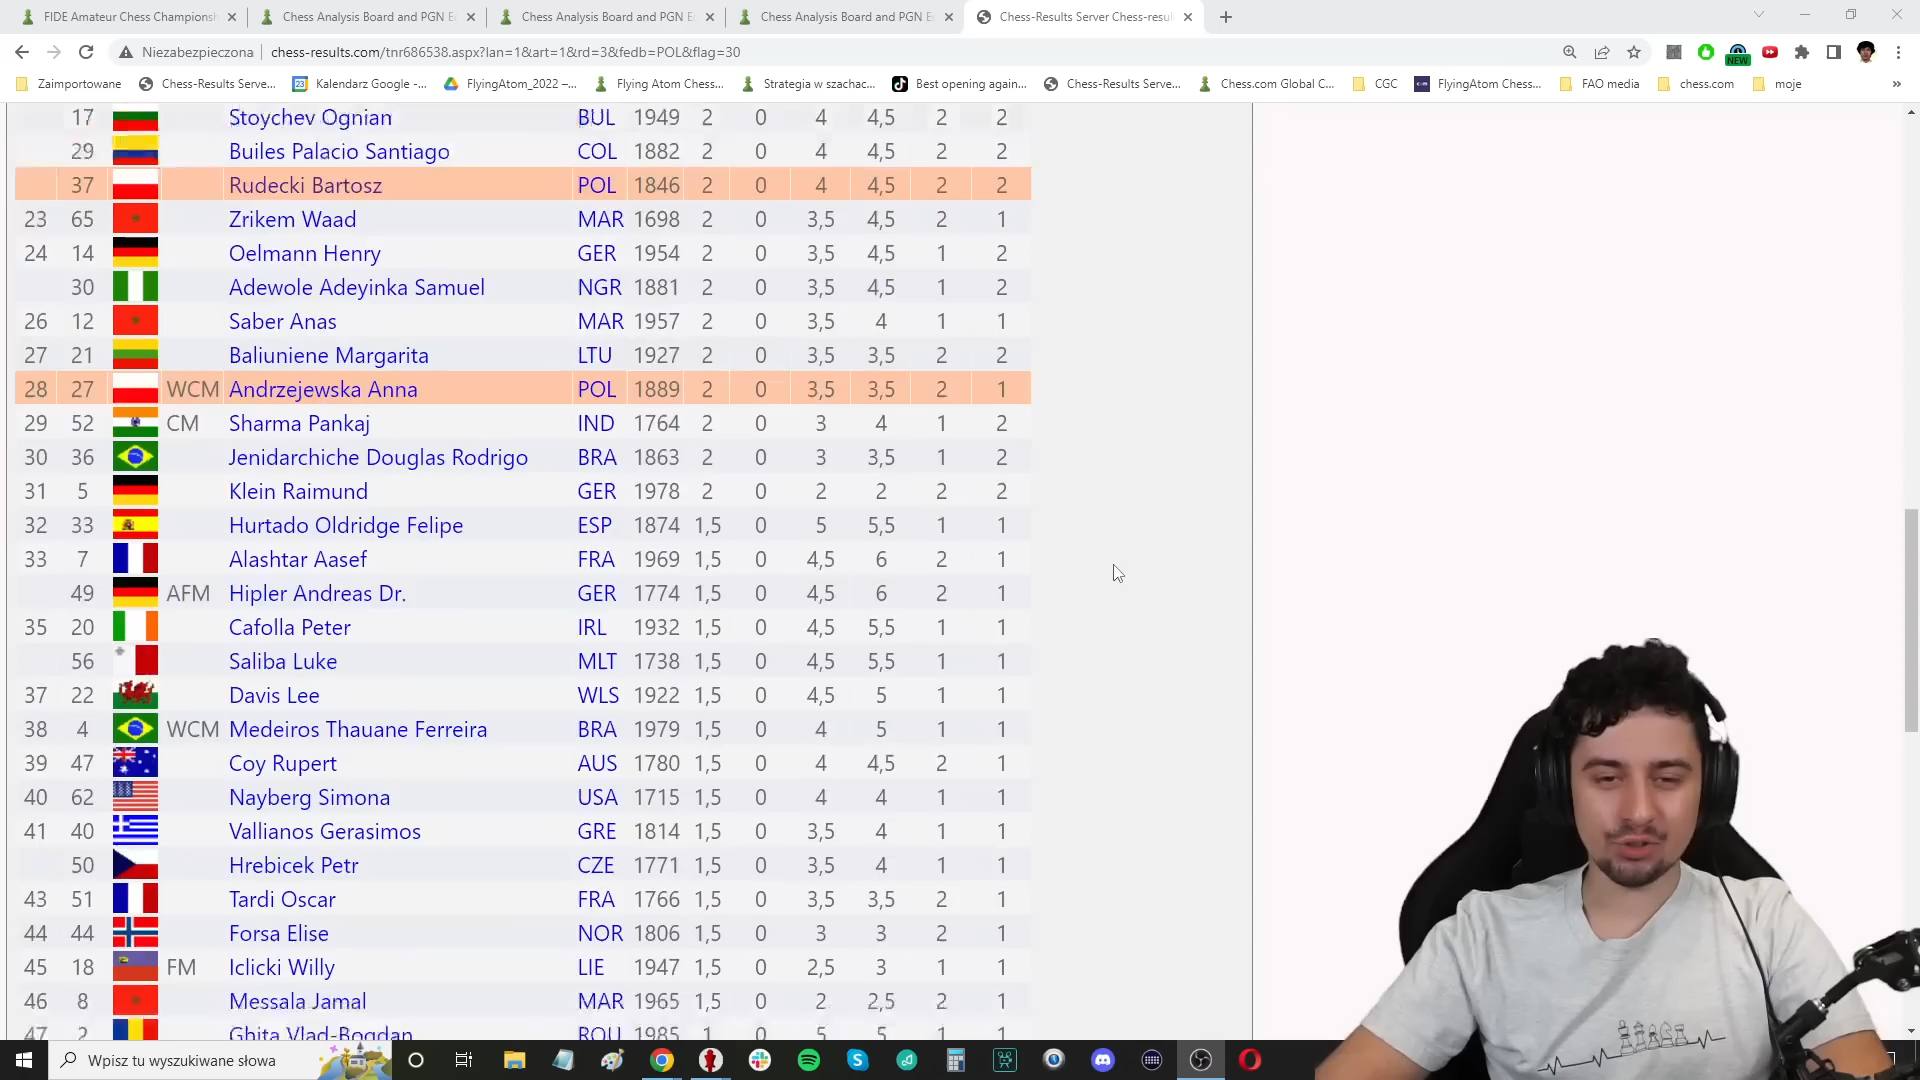 FIDE Amateur Chess Championsh
Chess Analysis Board and PGN E
Chess Analysis Board and PGN E
Chess Analysis Board and PGN E
Chess-Results Server Chess-resu
Niezabezpieczona
chess-results.com/tnr686538.aspx?lan=1&art=1&rd=3&fedb=POL&flag=30
NEW
Zaimportowane
Chess-Results Serve...
Kalendarz Google -...
FlyingAtom_2022 –...
Flying Atom Chess...
Strategia w szachac...
Best opening again...
Chess-Results Serve...
Chess.com Global C...
CGC
FlyingAtom Chess...
FAO media
chess.com
moje
17 Stoychev Ognian BUL 1949 2 0 4 4,5 2 2
29 Builes Palacio Santiago COL 1882 2 0 4 4,5 2 2
37 Rudecki Bartosz POL 1846 2 0 4 4,5 2 2
23 65 Zrikem Waad MAR 1698 2 0 3,5 4,5 2 1
24 14 Oelmann Henry GER 1954 2 0 3,5 4,5 1 2
30 Adewole Adeyinka Samuel NGR 1881 2 0 3,5 4,5 1 2
26 12 Saber Anas MAR 1957 2 0 3,5 4 1 1
27 21 Baliuniene Margarita LTU 1927 2 0 3,5 3,5 2 2
28 27 WCM Andrzejewska Anna POL 1889 2 0 3,5 3,5 2 1
29 52 CM Sharma Pankaj IND 1764 2 0 3 4 1 2
30 36 Jenidarchiche Douglas Rodrigo BRA 1863 2 0 3 3,5 1 2
31 5 Klein Raimund GER 1978 2 0 2 2 2 2
32 33 Hurtado Oldridge Felipe ESP 1874 1,5 0 5 5,5 1 1
33 7 Alashtar Aasef FRA 1969 1,5 0 4,5 6 2 1
49 AFM Hipler Andreas Dr. GER 1774 1,5 0 4,5 6 2 1
35 20 Cafolla Peter IRL 1932 1,5 0 4,5 5,5 1 1
56 Saliba Luke MLT 1738 1,5 0 4,5 5,5 1 1
37 22 Davis Lee WLS 1922 1,5 0 4,5 5 1 1
38 4 WCM Medeiros Thauane Ferreira BRA 1979 1,5 0 4 5 1 1
39 47 Coy Rupert AUS 1780 1,5 0 4 4,5 2 1
40 62 Nayberg Simona USA 1715 1,5 0 4 4 1 1
41 40 Vallianos Gerasimos GRE 1814 1,5 0 3,5 4 1 1
50 Hrebicek Petr CZE 1771 1,5 0 3,5 4 1 1
43 51 Tardi Oscar FRA 1766 1,5 0 3,5 3,5 2 1
44 44 Forsa Elise NOR 1806 1,5 0 3 3 2 1
45 18 FM Iclicki Willy LIE 1947 1,5 0 2,5 3 1 1
46 8 Messala Jamal MAR 1965 1,5 0 2 2,5 2 1
47 2 Ghita Vlad-Bogdan ROU 1985 1 0 5 5 1 1
Wpisz tu wyszukiwane słowa